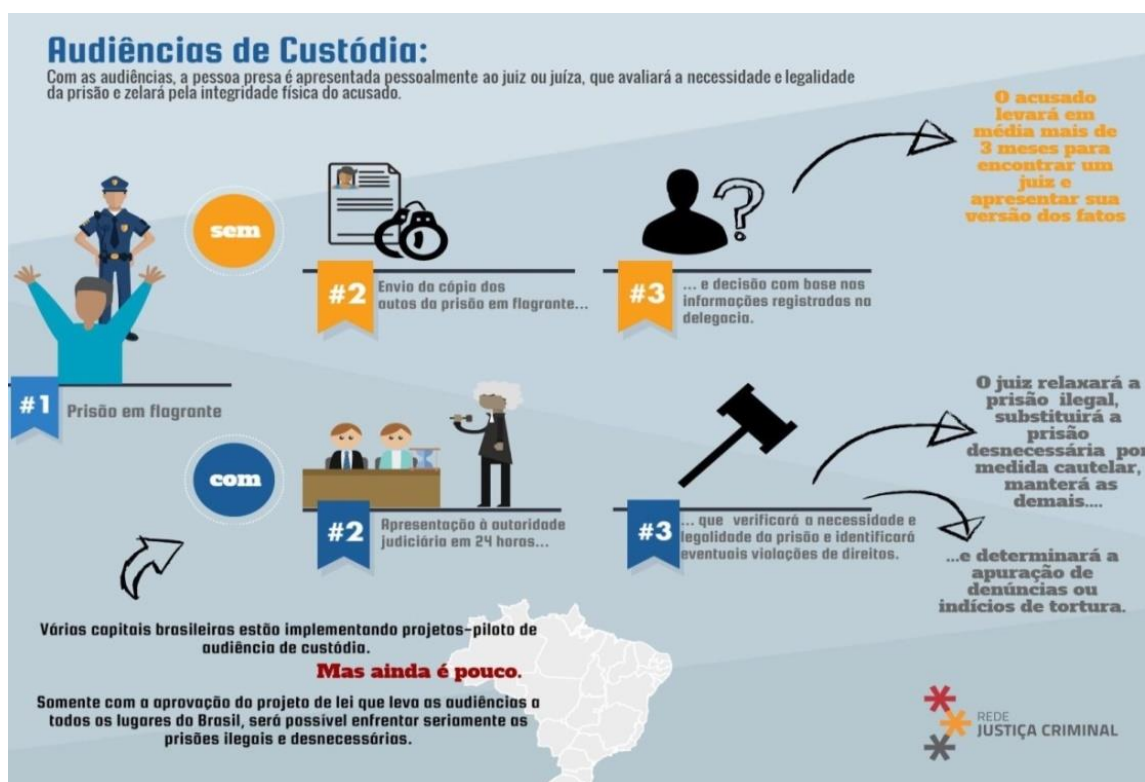 Audiências de Custódia:
Com as audiências, a pessoa presa é apresentada pessoalmente ao juiz ou juíza, que avaliará a necessidade e legalidade
da prisão e zelará pela integridade física do acusado.
#1
Prisão em flagrante
sem
#2
Envio da cópia dos
autos da prisão em flagrante...
#3
... e decisão com base nas
informações registradas na
delegacia.
O acusado
levará em
média mais de
3 meses para
encontrar um
juiz e
apresentar sua
versão dos fatos
com
#2
Apresentação à autoridade
judiciária em 24 horas...
#3
... que verificará a necessidade e
legalidade da prisão e identificará
eventuais violações de direitos.
O juiz relaxará a
prisão ilegal,
substituirá a
prisão
desnecessária por
medida cautelar,
manterá as
demais....
...e determinará a
apuração de
denúncias ou
indícios de tortura.
Várias capitais brasileiras estão implementando projetos-piloto de
audiência de custódia.
Mas ainda é pouco.
Somente com a aprovação do projeto de lei que leva as audiências a
todos os lugares do Brasil, será possível enfrentar seriamente as
prisões ilegais e desnecessárias.
REDE
JUSTIÇA CRIMINAL